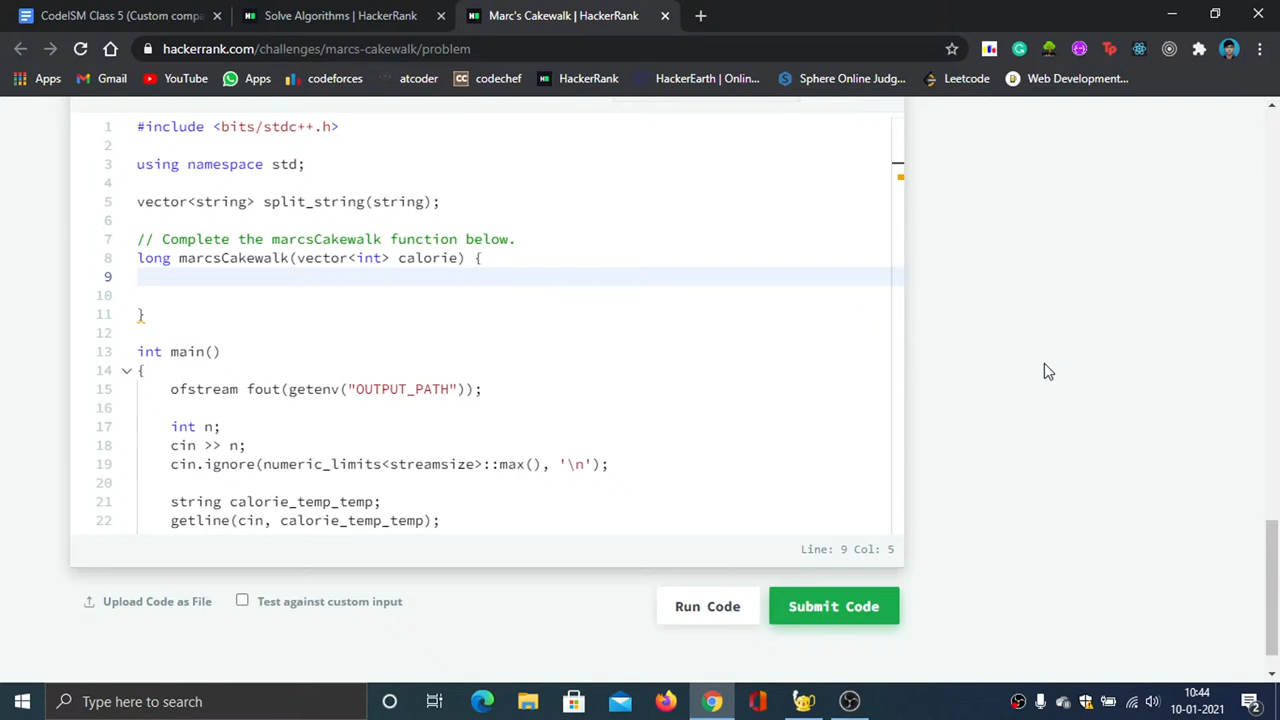 CodeISM Class 5 (Custom compa
Solve Algorithms | HackerRank
Marc's Cakewalk | HackerRank
hackerrank.com/challenges/marcs-cakewalk/problem
Apps
Gmail
YouTube
Apps
codeforces
atcoder
codechef
HackerRank
HackerEarth | Onlin...
Sphere Online Judg...
Leetcode
Web Development...
1 #include <bits/stdc++.h>
2
3 using namespace std;
4
5 vector<string> split_string(string);
6
7 // Complete the marcsCakewalk function below.
8 long marcsCakewalk(vector<int> calorie) {
9
10
11 }
12
13 int main()
14 {
15 ofstream fout(getenv("OUTPUT_PATH"));
16
17 int n;
18 cin >> n;
19 cin.ignore(numeric_limits<streamsize>::max(), '\n');
20
21 string calorie_temp_temp;
22 getline(cin, calorie_temp_temp);
Line: 9 Col: 5
Upload Code as File
Test against custom input
Run Code
Submit Code
Type here to search
10:44
10-01-2021
2